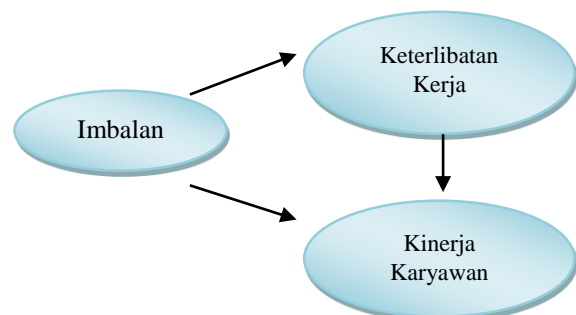 Keterlibatan
Kerja
Imbalan
Kinerja
Karyawan